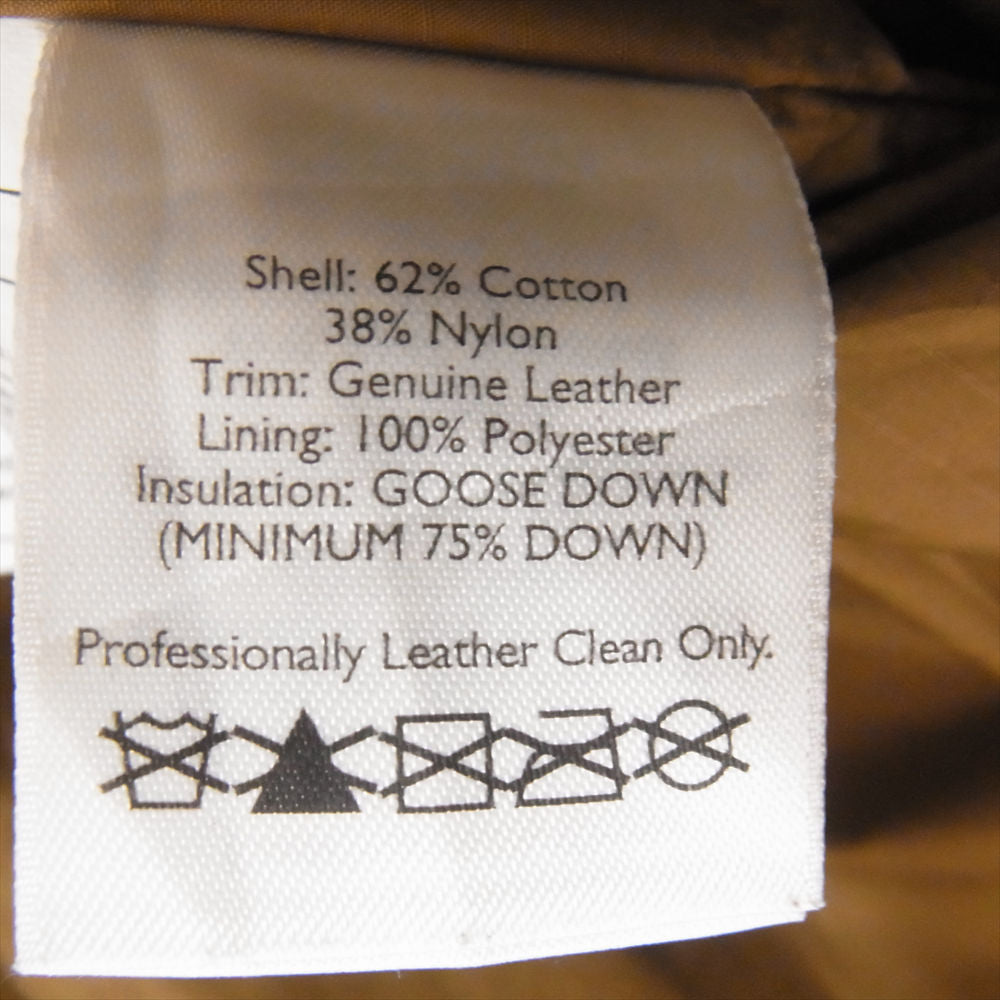 Shell: 62% Cotton
38% Nylon
Trim: Genuine Leather
Lining: 100% Polyester
Insulation: GOOSE DOWN
(MINIMUM 75% DOWN)
Professionally Leather Clean Only.